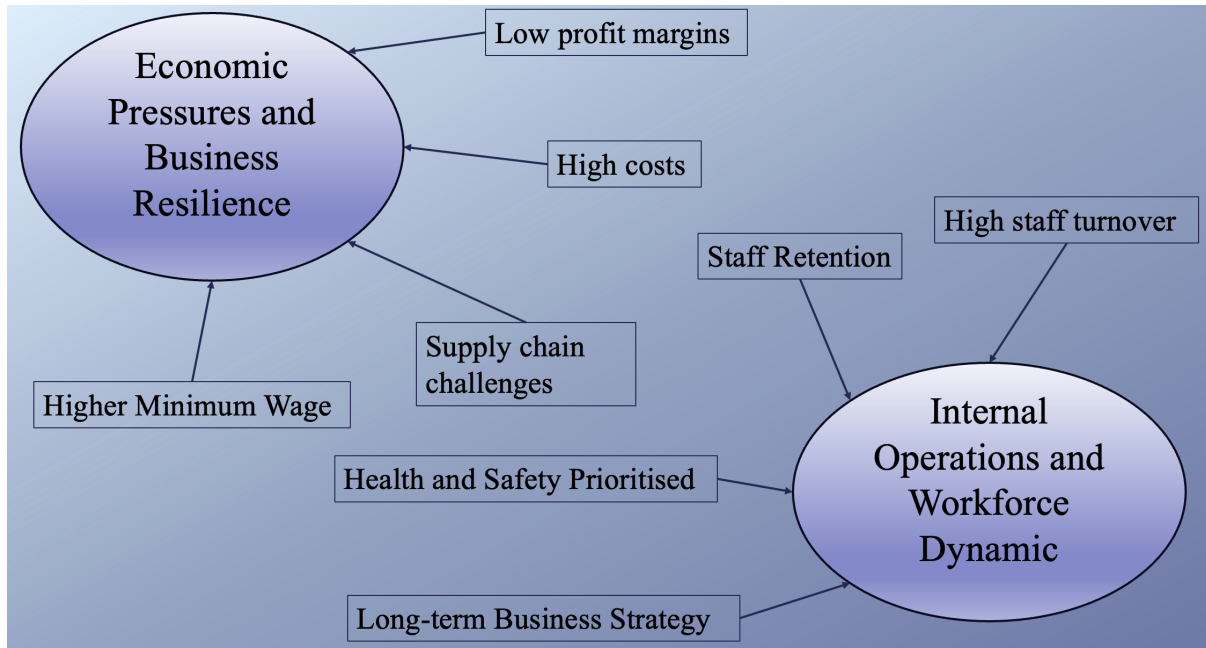 Economic
Pressures and
Business
Resilience
Low profit margins
High costs
Supply chain
challenges
Higher Minimum Wage
High staff turnover
Staff Retention
Internal
Operations and
Workforce
Dynamic
Health and Safety Prioritised
Long-term Business Strategy